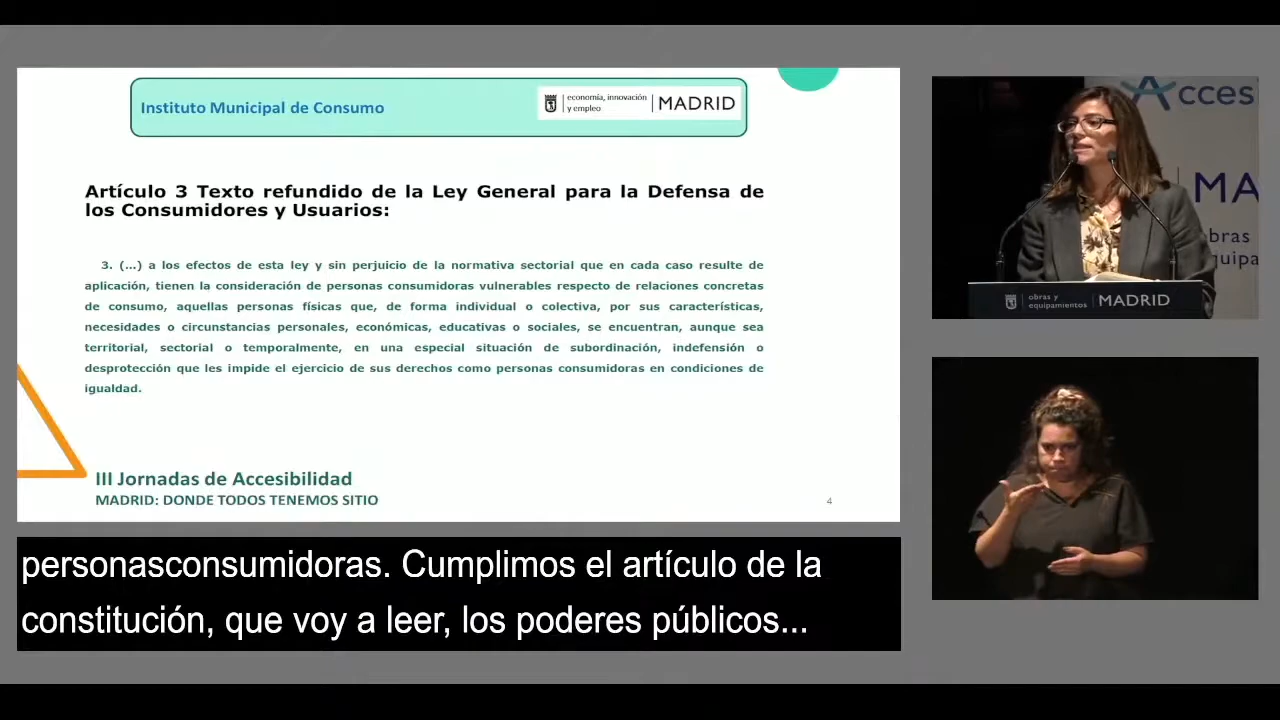 Instituto Municipal de Consumo
economía, innovación
y empleo
MADRID
Artículo 3 Texto refundido de la Ley General para la Defensa de
los Consumidores y Usuarios:
3. (...) a los efectos de esta ley y sin perjuicio de la normativa sectorial que en cada caso resulte de
aplicación, tienen la consideración de personas consumidoras vulnerables respecto de relaciones concretas
de consumo, aquellas personas físicas que, de forma individual o colectiva, por sus características,
necesidades o circunstancias personales, económicas, educativas o sociales, se encuentran, aunque sea
territorial, sectorial o temporalmente, en una especial situación de subordinación, indefensión o
desprotección que les impide el ejercicio de sus derechos como personas consumidoras en condiciones de
igualdad.
III Jornadas de Accesibilidad
MADRID: DONDE TODOS TENEMOS SITIO
4
Acces
MA
bras
quipa
obras y
equipamientos
MADRID
personasconsumidoras. Cumplimos el artículo de la
constitución, que voy a leer, los poderes públicos...